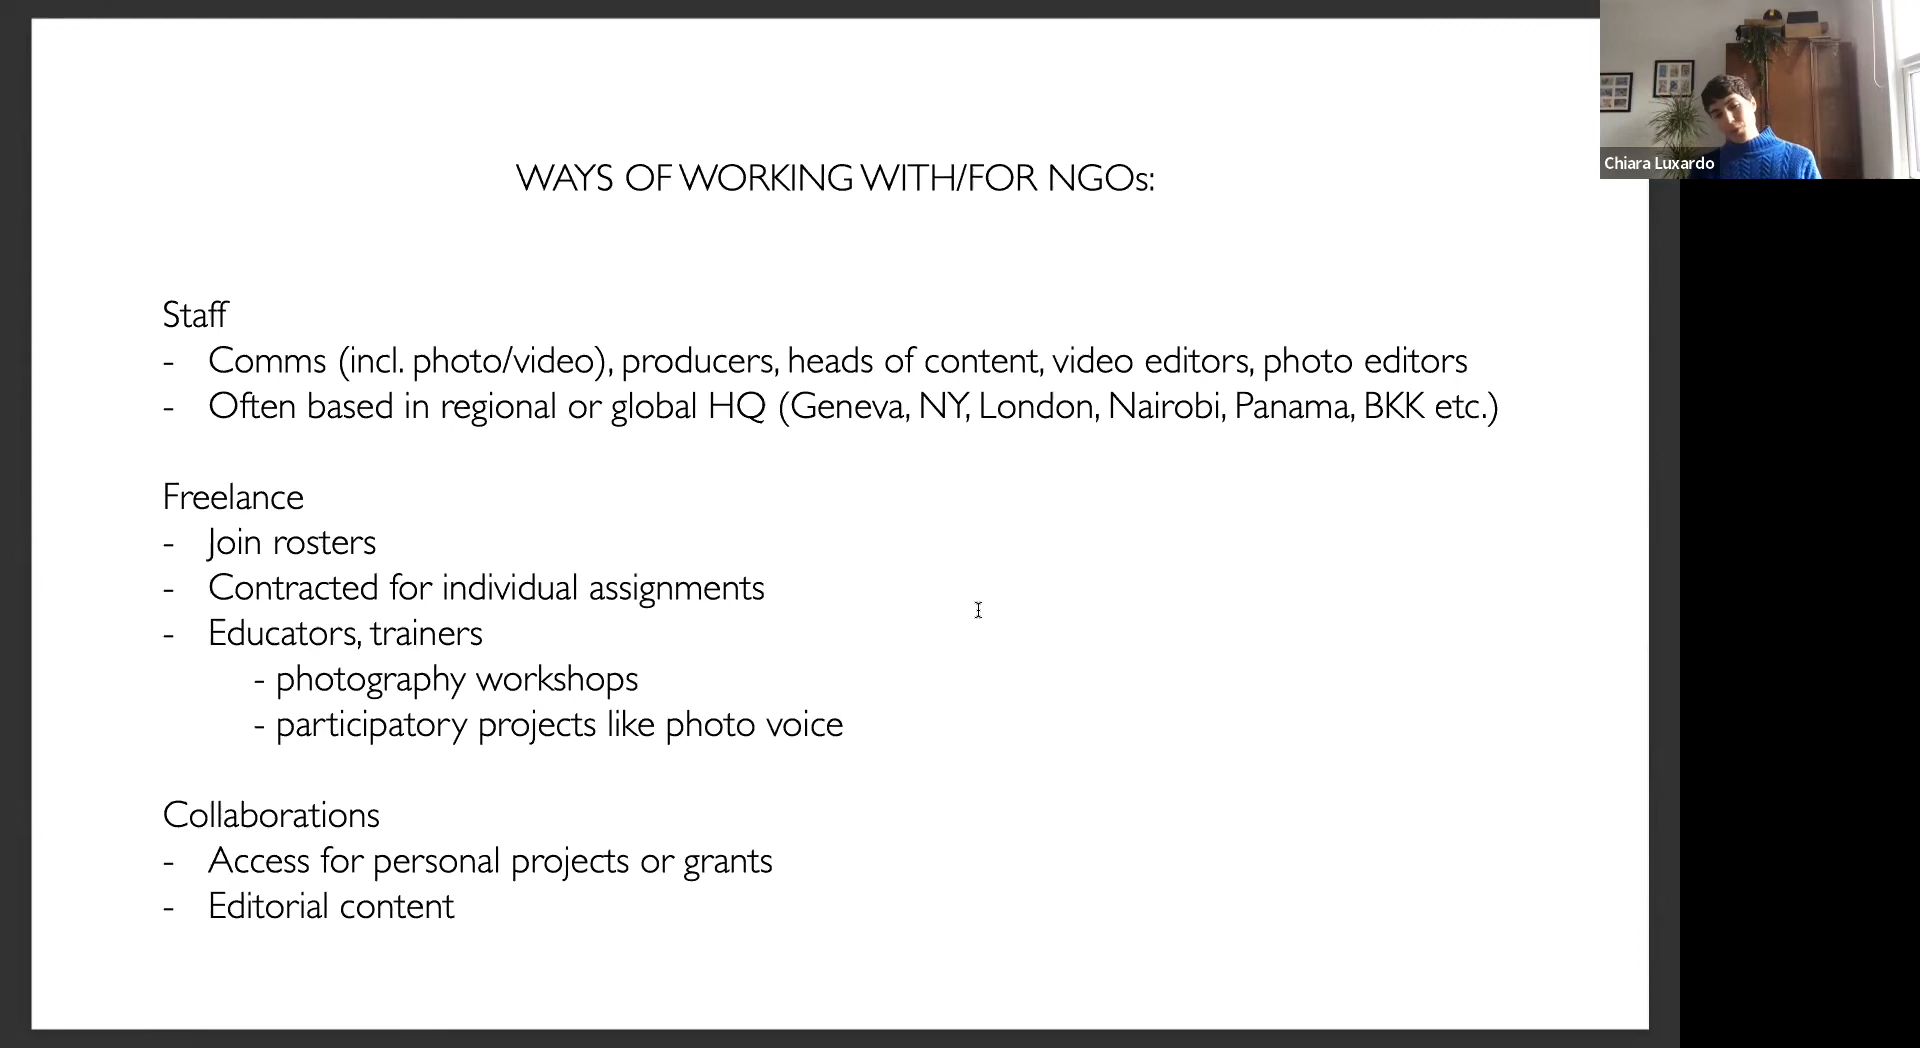 WAYS OF WORKING WITH/FOR NGOs:
Staff
- Comms (incl. photo/video), producers, heads of content, video editors, photo editors
- Often based in regional or global HQ (Geneva, NY, London, Nairobi, Panama, BKK etc.)
Freelance
- Join rosters
- Contracted for individual assignments
- Educators, trainers
- photography workshops
- participatory projects like photo voice
Collaborations
- Access for personal projects or grants
- Editorial content
Chiara Luxardo